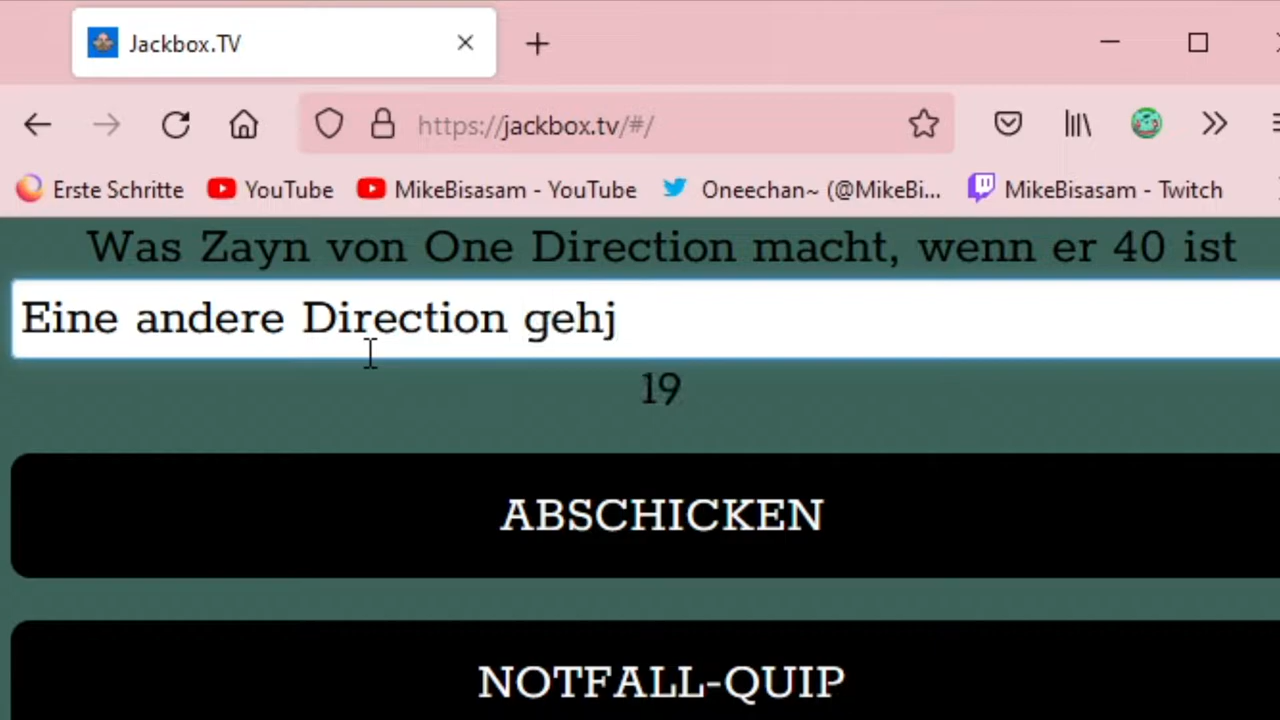 Jackbox.TV
https://jackbox.tv/#/
Erste Schritte YouTube MikeBisasam - YouTube Oneechan~ (@MikeBi... MikeBisasam - Twitch
Was Zayn von One Direction macht, wenn er 40 ist
Eine andere Direction gehj
19
ABSCHICKEN
NOTFALL-QUIP